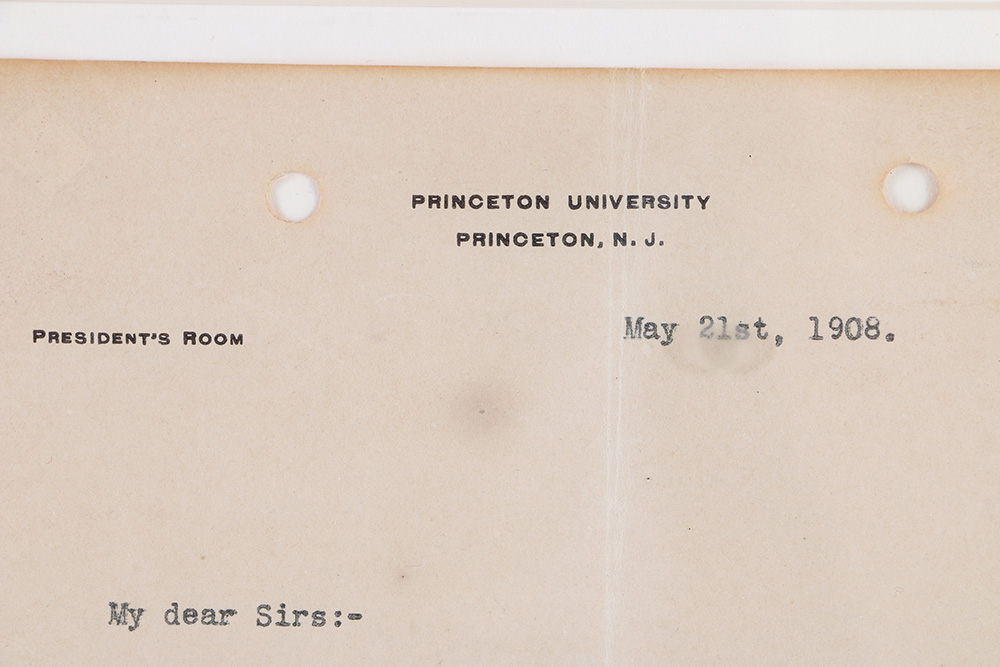 PRINCETON UNIVERSITY
PRINCETON, N. J.
PRESIDENT'S ROOM
May 21st, 1908.
My dear Sirs:-